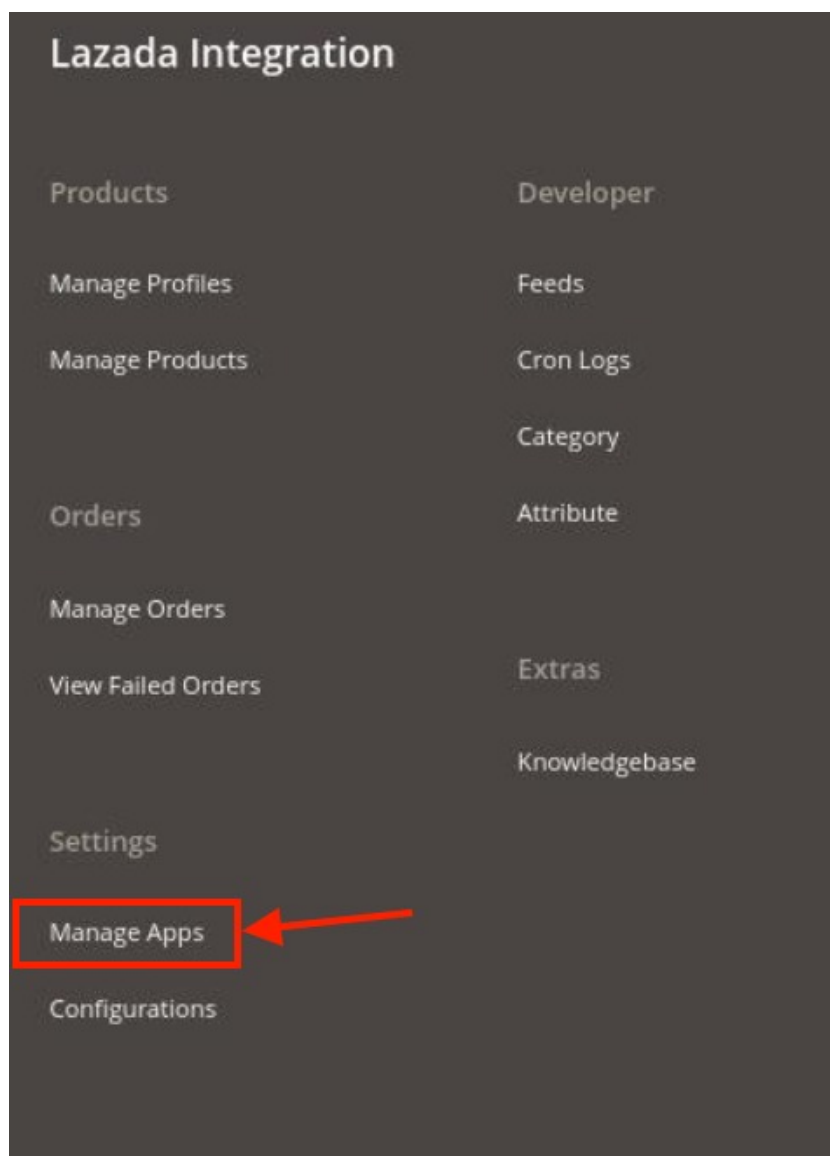 Lazada Integration
Products
Manage Profiles
Manage Products
Orders
Manage Orders
View Failed Orders
Settings
Manage Apps
Configurations
Developer
Feeds
Cron Logs
Category
Attribute
Extras
Knowledgebase